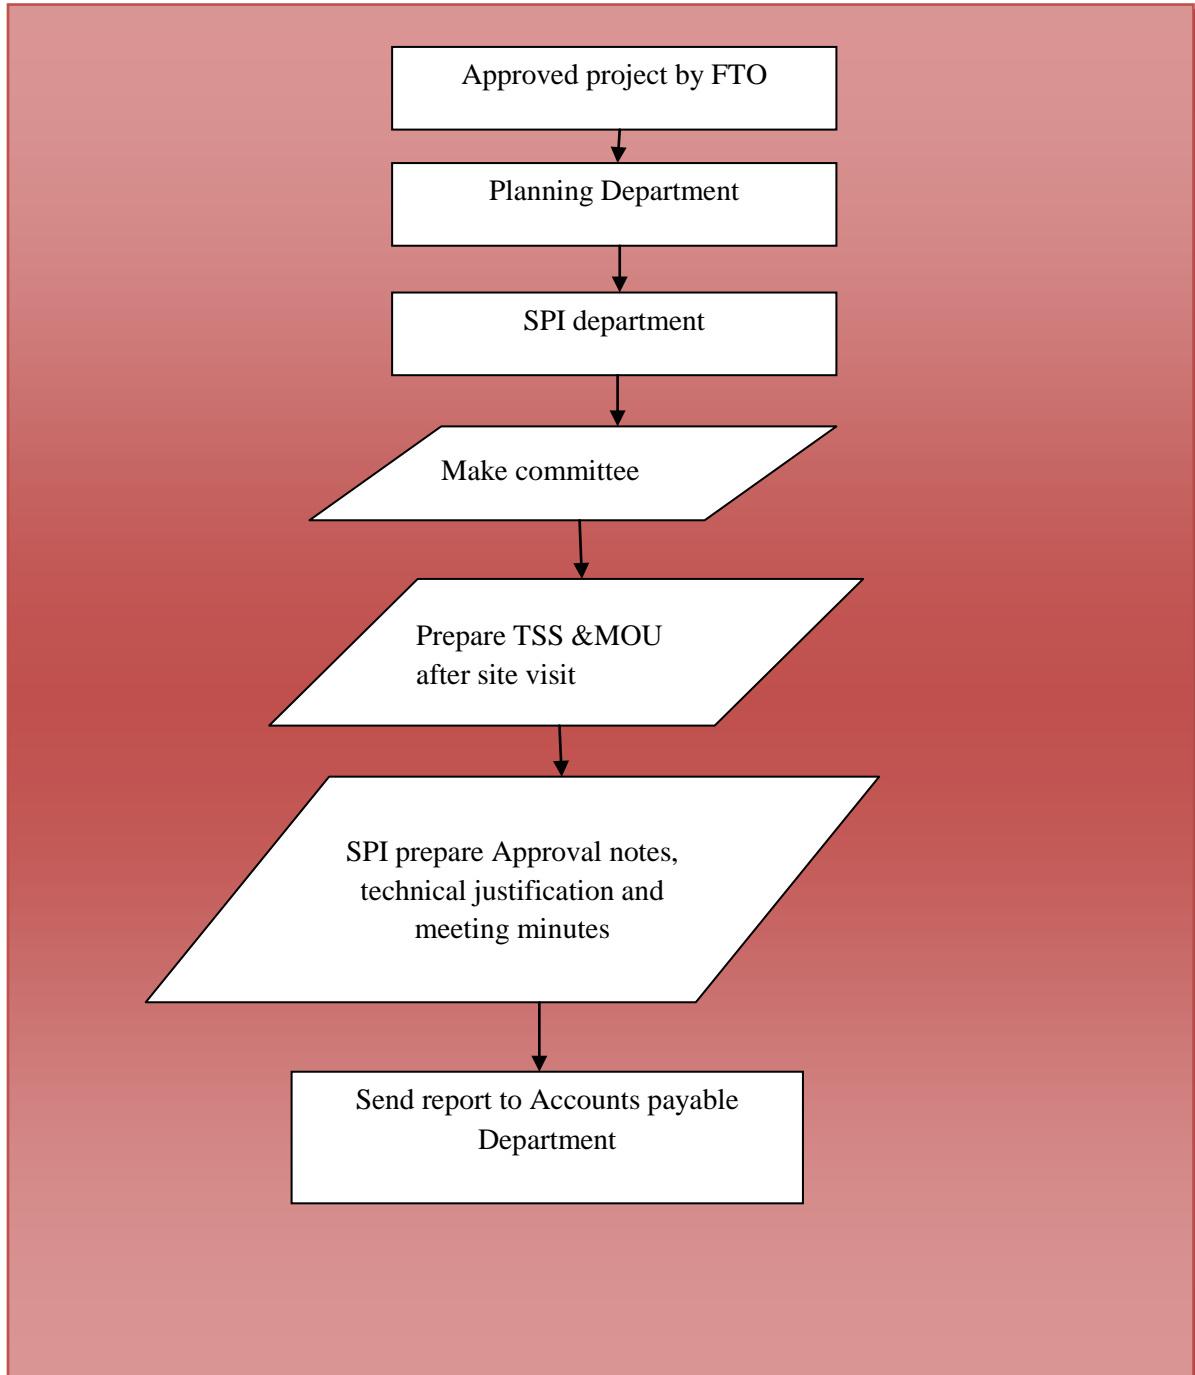 Approved project by FTO
Planning Department
SPI department
Make committee
Prepare TSS &MOU
after site visit
SPI prepare Approval notes,
technical justification and
meeting minutes
Send report to Accounts payable
Department